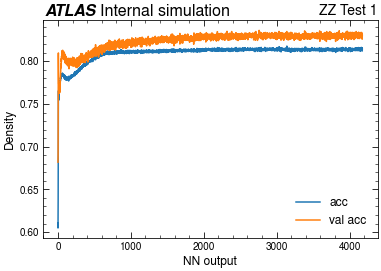 ATLAS Internal simulation
ZZ Test 1
Density
0.80
0.75
0.70
0.65
0.60
acc
val acc
0 1000 2000 3000 4000
NN output